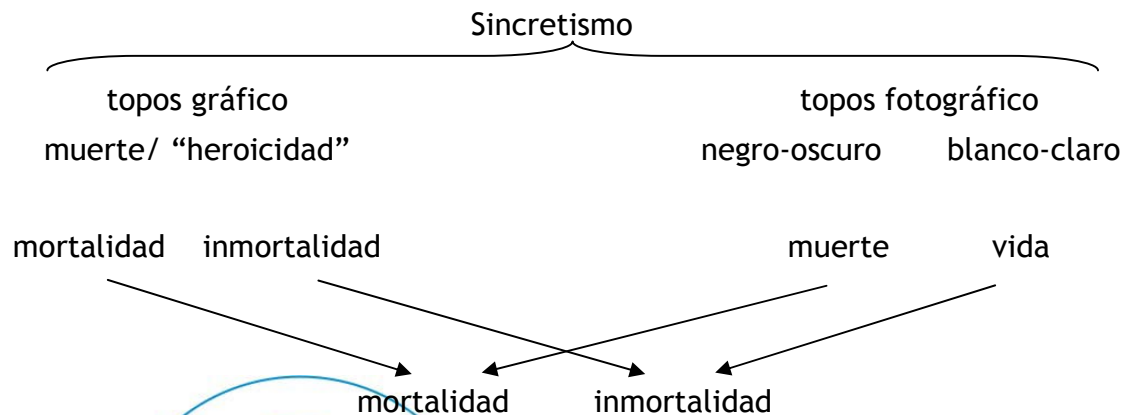 Sincretismo
topos gráfico topos fotográfico
muerte/ “heroicidad” negro-oscuro blanco-claro
mortalidad inmortalidad muerte vida
mortalidad inmortalidad